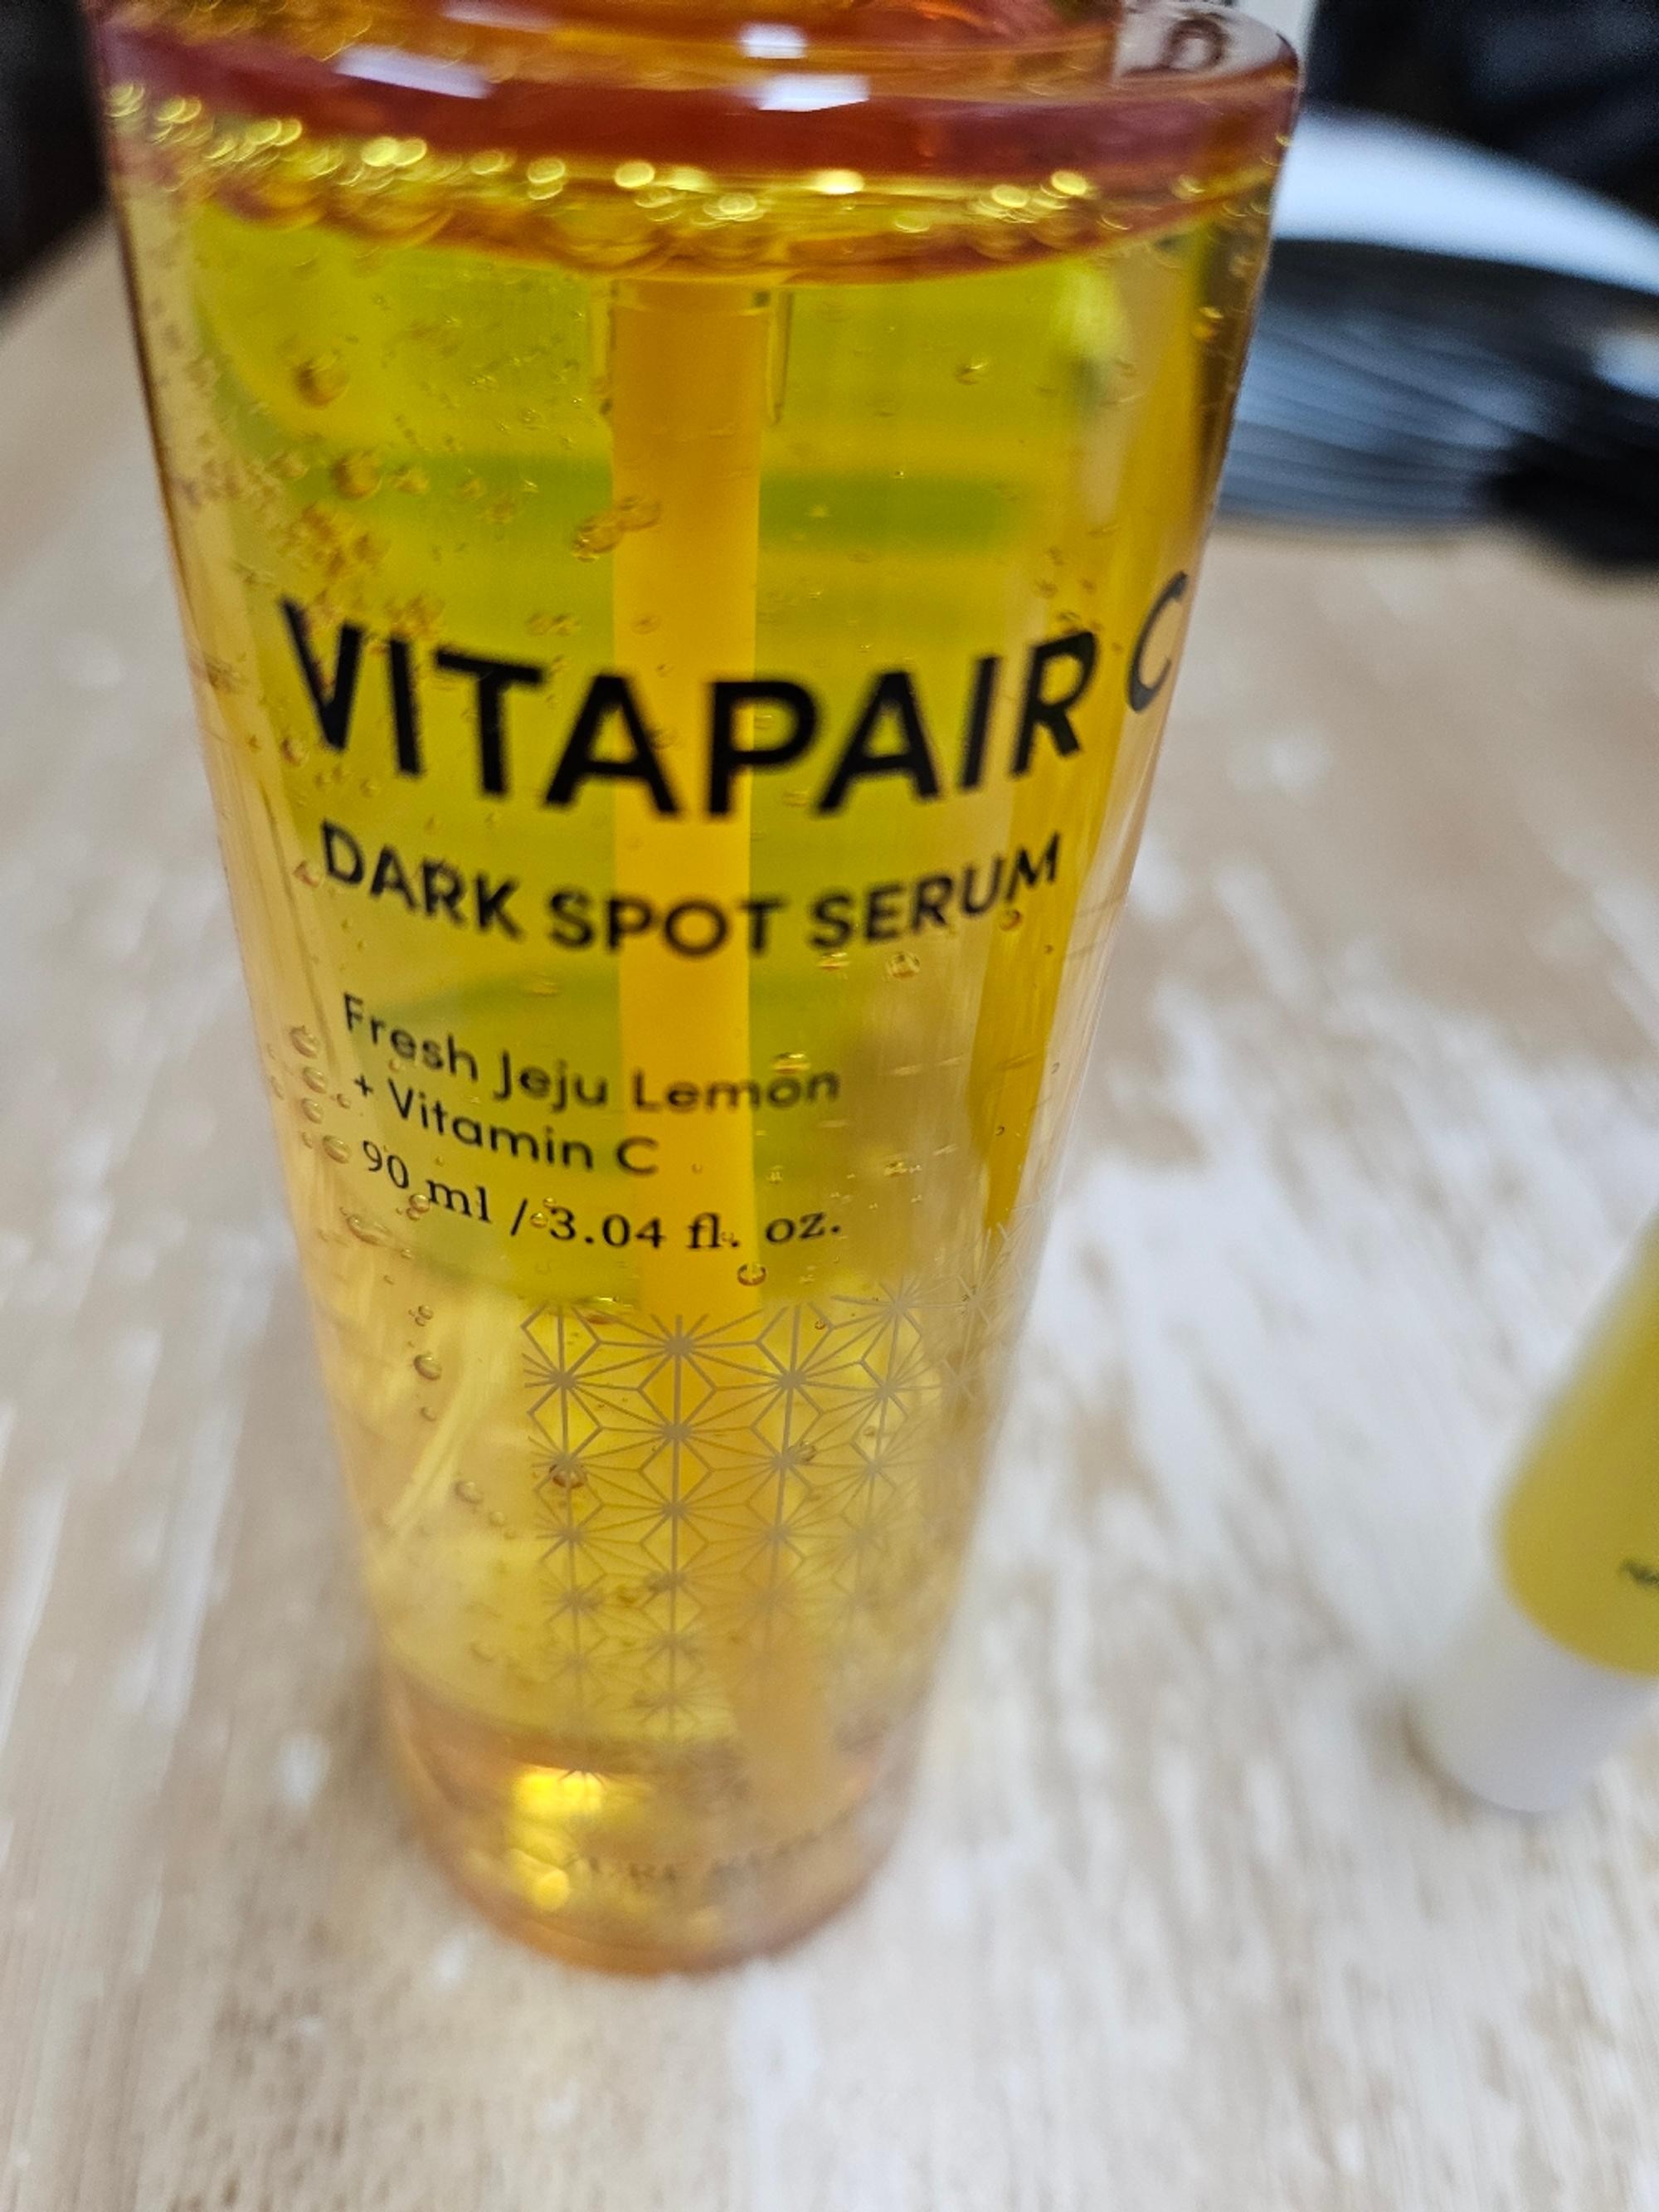 VITAPAIR C
DARK SPOT SERUM
Fresh Jeju Lemon
+ Vitamin C
90 ml / 3.04 fl. oz.